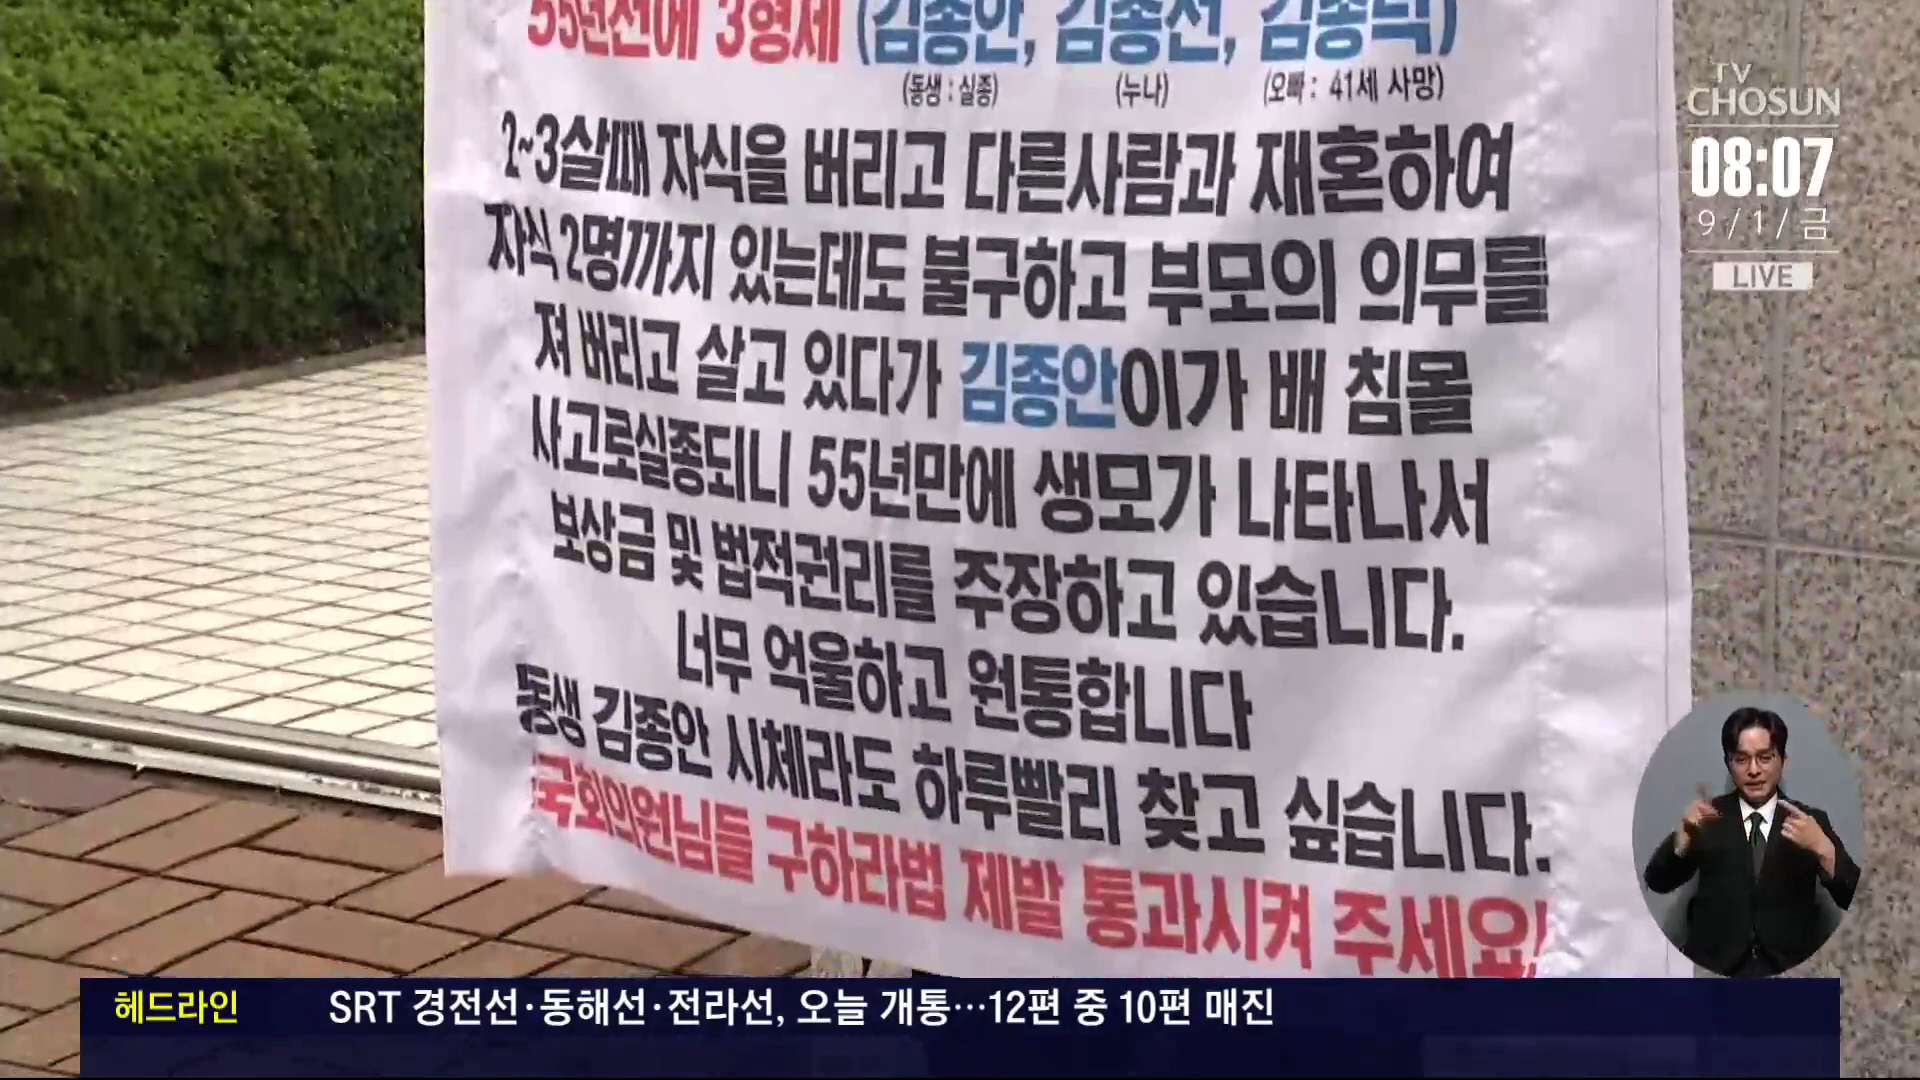 55년전에 3형제 (김종안, 김종선, 김종탁)
(동생 : 실종) (누나) (오빠 : 41세 사망)
2~3살때 자식을 버리고 다른사람과 재혼하여
자식 2명까지 있는데도 불구하고 부모의 의무를
져 버리고 살고 있다가 김종안이가 배 침몰
사고로실종되니 55년만에 생모가 나타나서
보상금 및 법적권리를 주장하고 있습니다.
너무 억울하고 원통합니다
동생 김종안 시체라도 하루빨리 찾고 싶습니다.
국회의원님들 구하라법 제발 통과시켜 주세요!
TV
CHOSUN
08:07
9/1/금
LIVE
헤드라인 SRT 경전선·동해선·전라선, 오늘 개통…12편 중 10편 매진